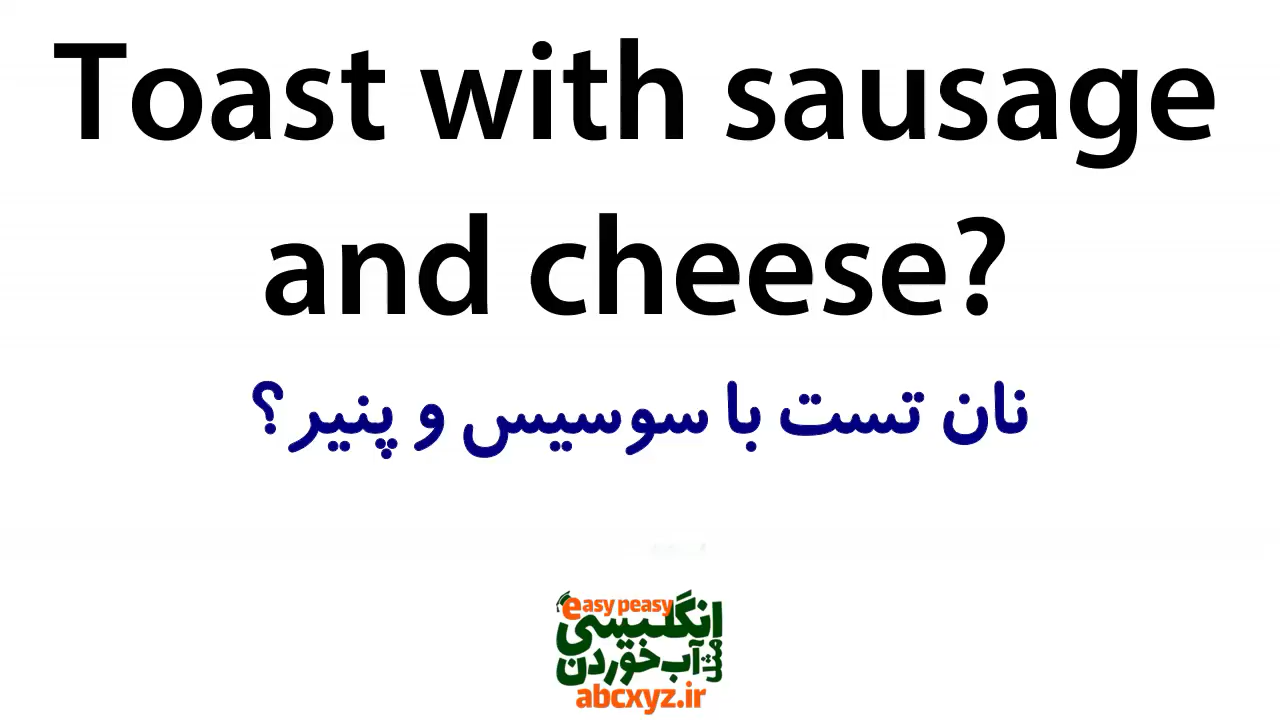 Toast with sausage
and cheese?
نان تست با سوسیس و پنیر؟
easy peasy
انگلیسی
مثل آب خوردن
abcxyz.ir